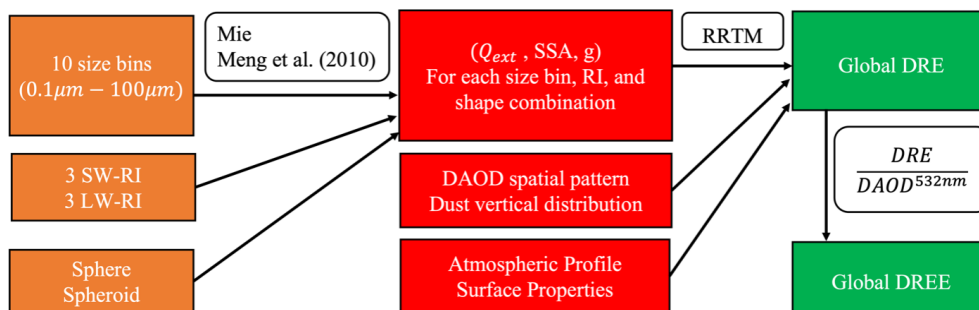 10 size bins
(0.1μm − 100μm)
Mie
Meng et al. (2010)
(Q_ext , SSA, g)
For each size bin, RI, and
shape combination
RRTM
Global DRE
3 SW-RI
3 LW-RI
DAOD spatial pattern
Dust vertical distribution
DRE
DAOD^532nm
Sphere
Spheroid
Atmospheric Profile
Surface Properties
Global DREE